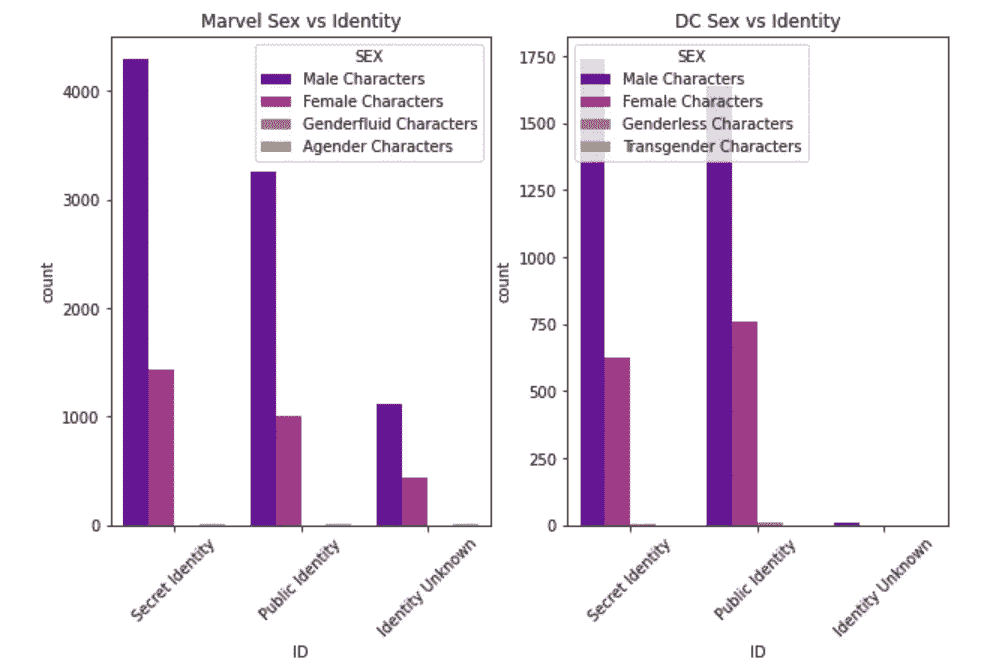 Marvel Sex vs Identity
SEX
Male Characters
Female Characters
Genderfluid Characters
Agender Characters
4000
3000
2000
1000
0
count
Secret Identity
Public Identity
Identity Unknown
ID
DC Sex vs Identity
SEX
Male Characters
Female Characters
Genderless Characters
Transgender Characters
1750
1500
1250
1000
750
500
250
0
count
Secret Identity
Public Identity
Identity Unknown
ID